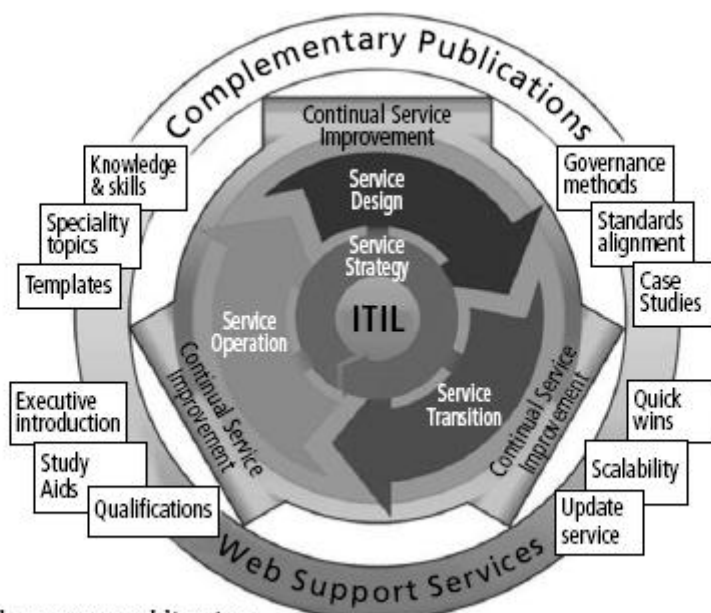 Complementary Publications
Continual Service
Improvement
Knowledge
& skills
Speciality
topics
Templates
Governance
methods
Standards
alignment
Case
Studies
Service
Design
Service
Strategy
ITIL
Service
Operation
Service
Transition
Continual Service
Improvement
Continual Service
Improvement
Executive
introduction
Study
Aids
Qualifications
Quick
wins
Scalability
Update
service
Web Support Services